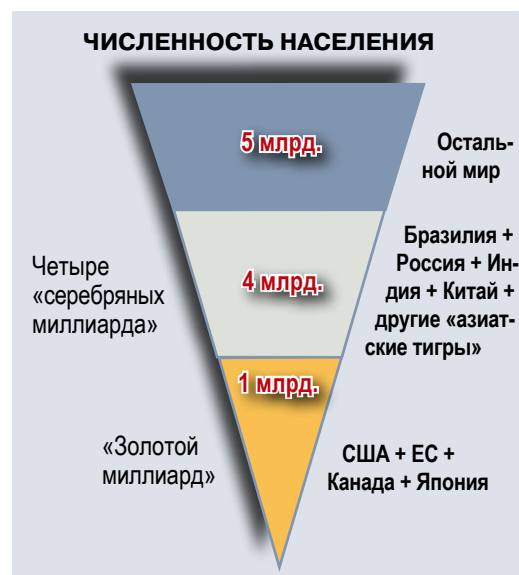 ЧИСЛЕННОСТЬ НАСЕЛЕНИЯ
5 млрд.
Осталь-
ной мир
Четыре
«серебряных
миллиарда»
4 млрд.
Бразилия +
Россия + Ин-
дия + Китай +
другие «азиат-
ские тигры»
1 млрд.
«Золотой
миллиард»
США + ЕС +
Канада + Япония